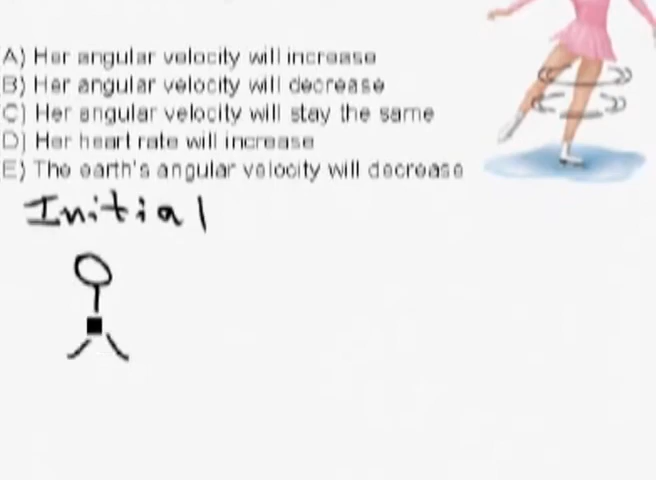 A) Her angular velocity will increase
B) Her angular velocity will decrease
C) Her angular velocity will stay the same
D) Her heart rate will increase
E) The earth's angular velocity will decrease
Initial